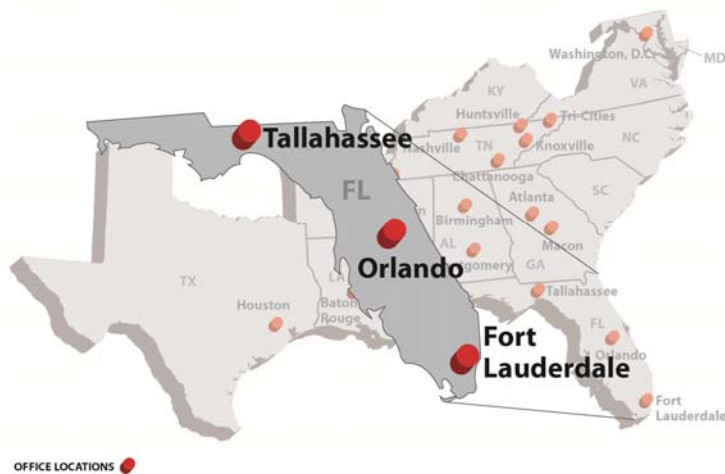 Washington, D.C.
MD
KY
VA
Huntsville
Tri-Cities
Tallahassee
Nashville
TN
Knoxville
NC
Chattanooga
FL
SC
Atlanta
Birmingham
Orlando
AL
Macon
GA
TX
LA
Tallahassee
Houston
Baton
Rouge
FL
Fort
Lauderdale
Orlando
Fort
Lauderdale
OFFICE LOCATIONS